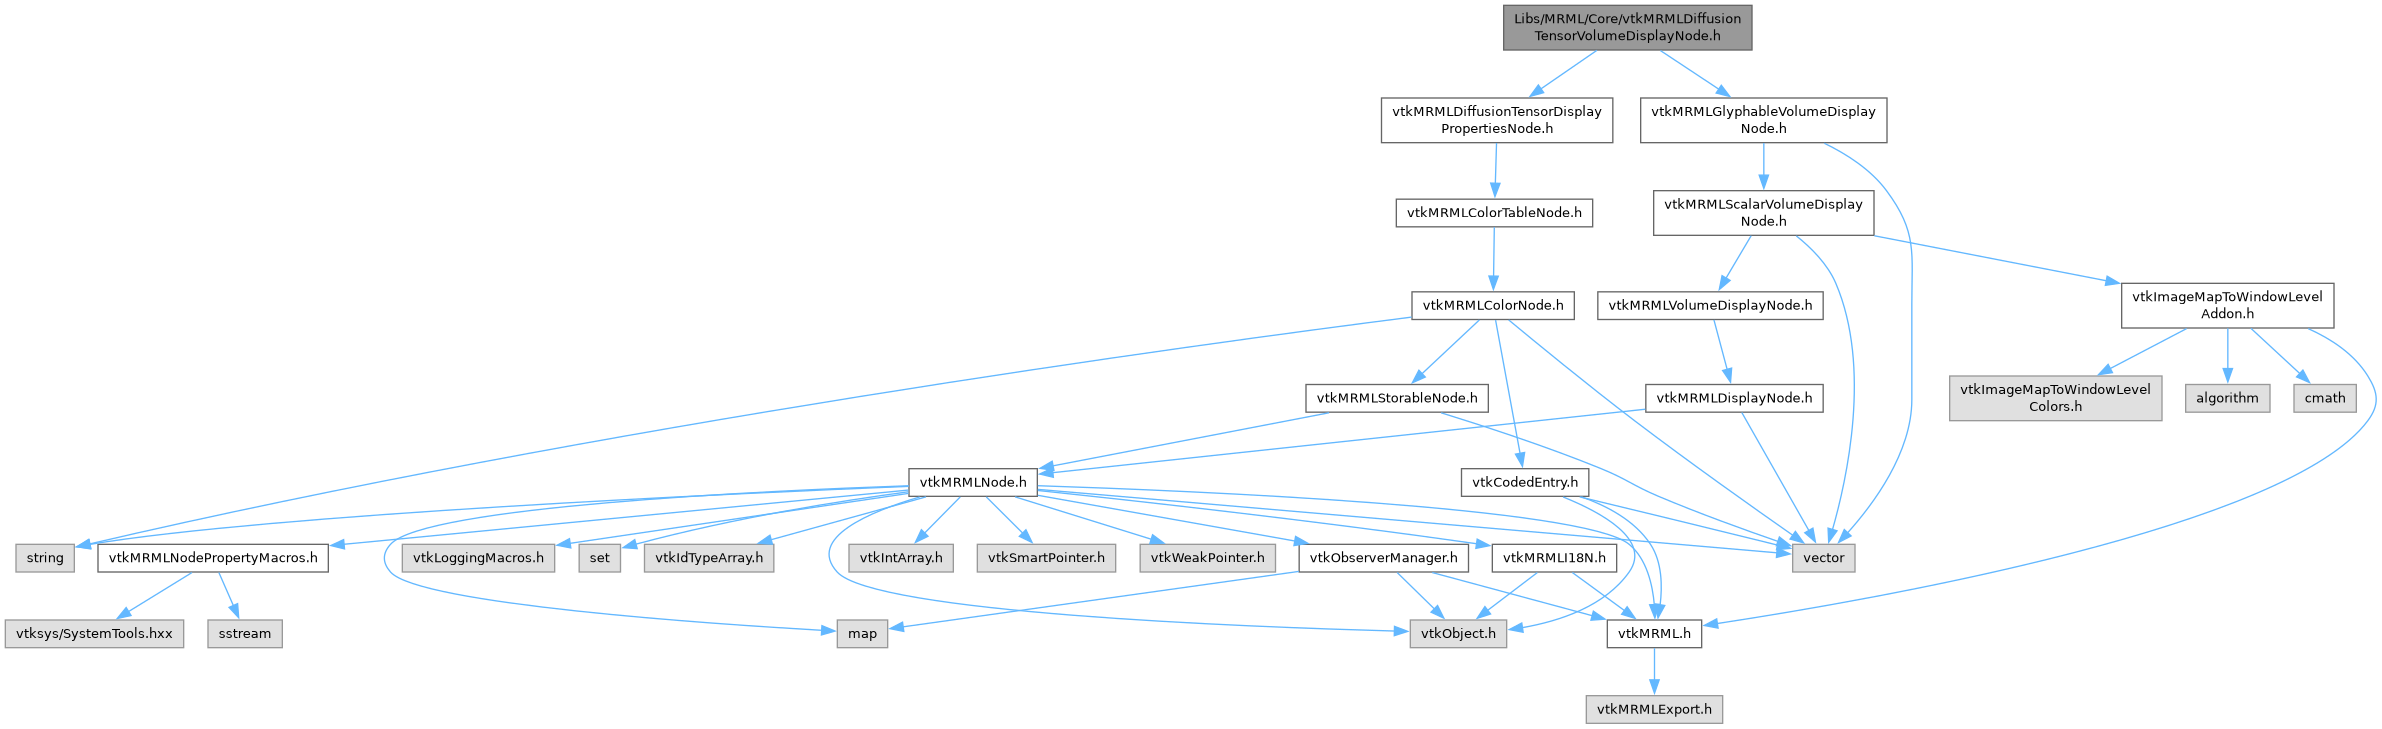 Libs/MRML/Core/vtkMRMLDiffusion
TensorVolumeDisplayNode.h
vtkMRMLDiffusionTensorDisplay
PropertiesNode.h
vtkMRMLGlyphableVolumeDisplay
Node.h
vtkMRMLColorTableNode.h
vtkMRMLScalarVolumeDisplay
Node.h
vtkMRMLColorNode.h
vtkMRMLVolumeDisplayNode.h
vtkImageMapToWindowLevel
Addon.h
vtkMRMLStorableNode.h
vtkMRMLDisplayNode.h
vtkImageMapToWindowLevel
Colors.h
algorithm
cmath
vtkMRMLNode.h
vtkCodedEntry.h
string
vtkMRMLNodePropertyMacros.h
vtkLoggingMacros.h
set
vtkIdTypeArray.h
vtkIntArray.h
vtkSmartPointer.h
vtkWeakPointer.h
vtkObserverManager.h
vtkMRMLI18N.h
vector
vtksys/SystemTools.hxx
sstream
map
vtkObject.h
vtkMRML.h
vtkMRMLExport.h